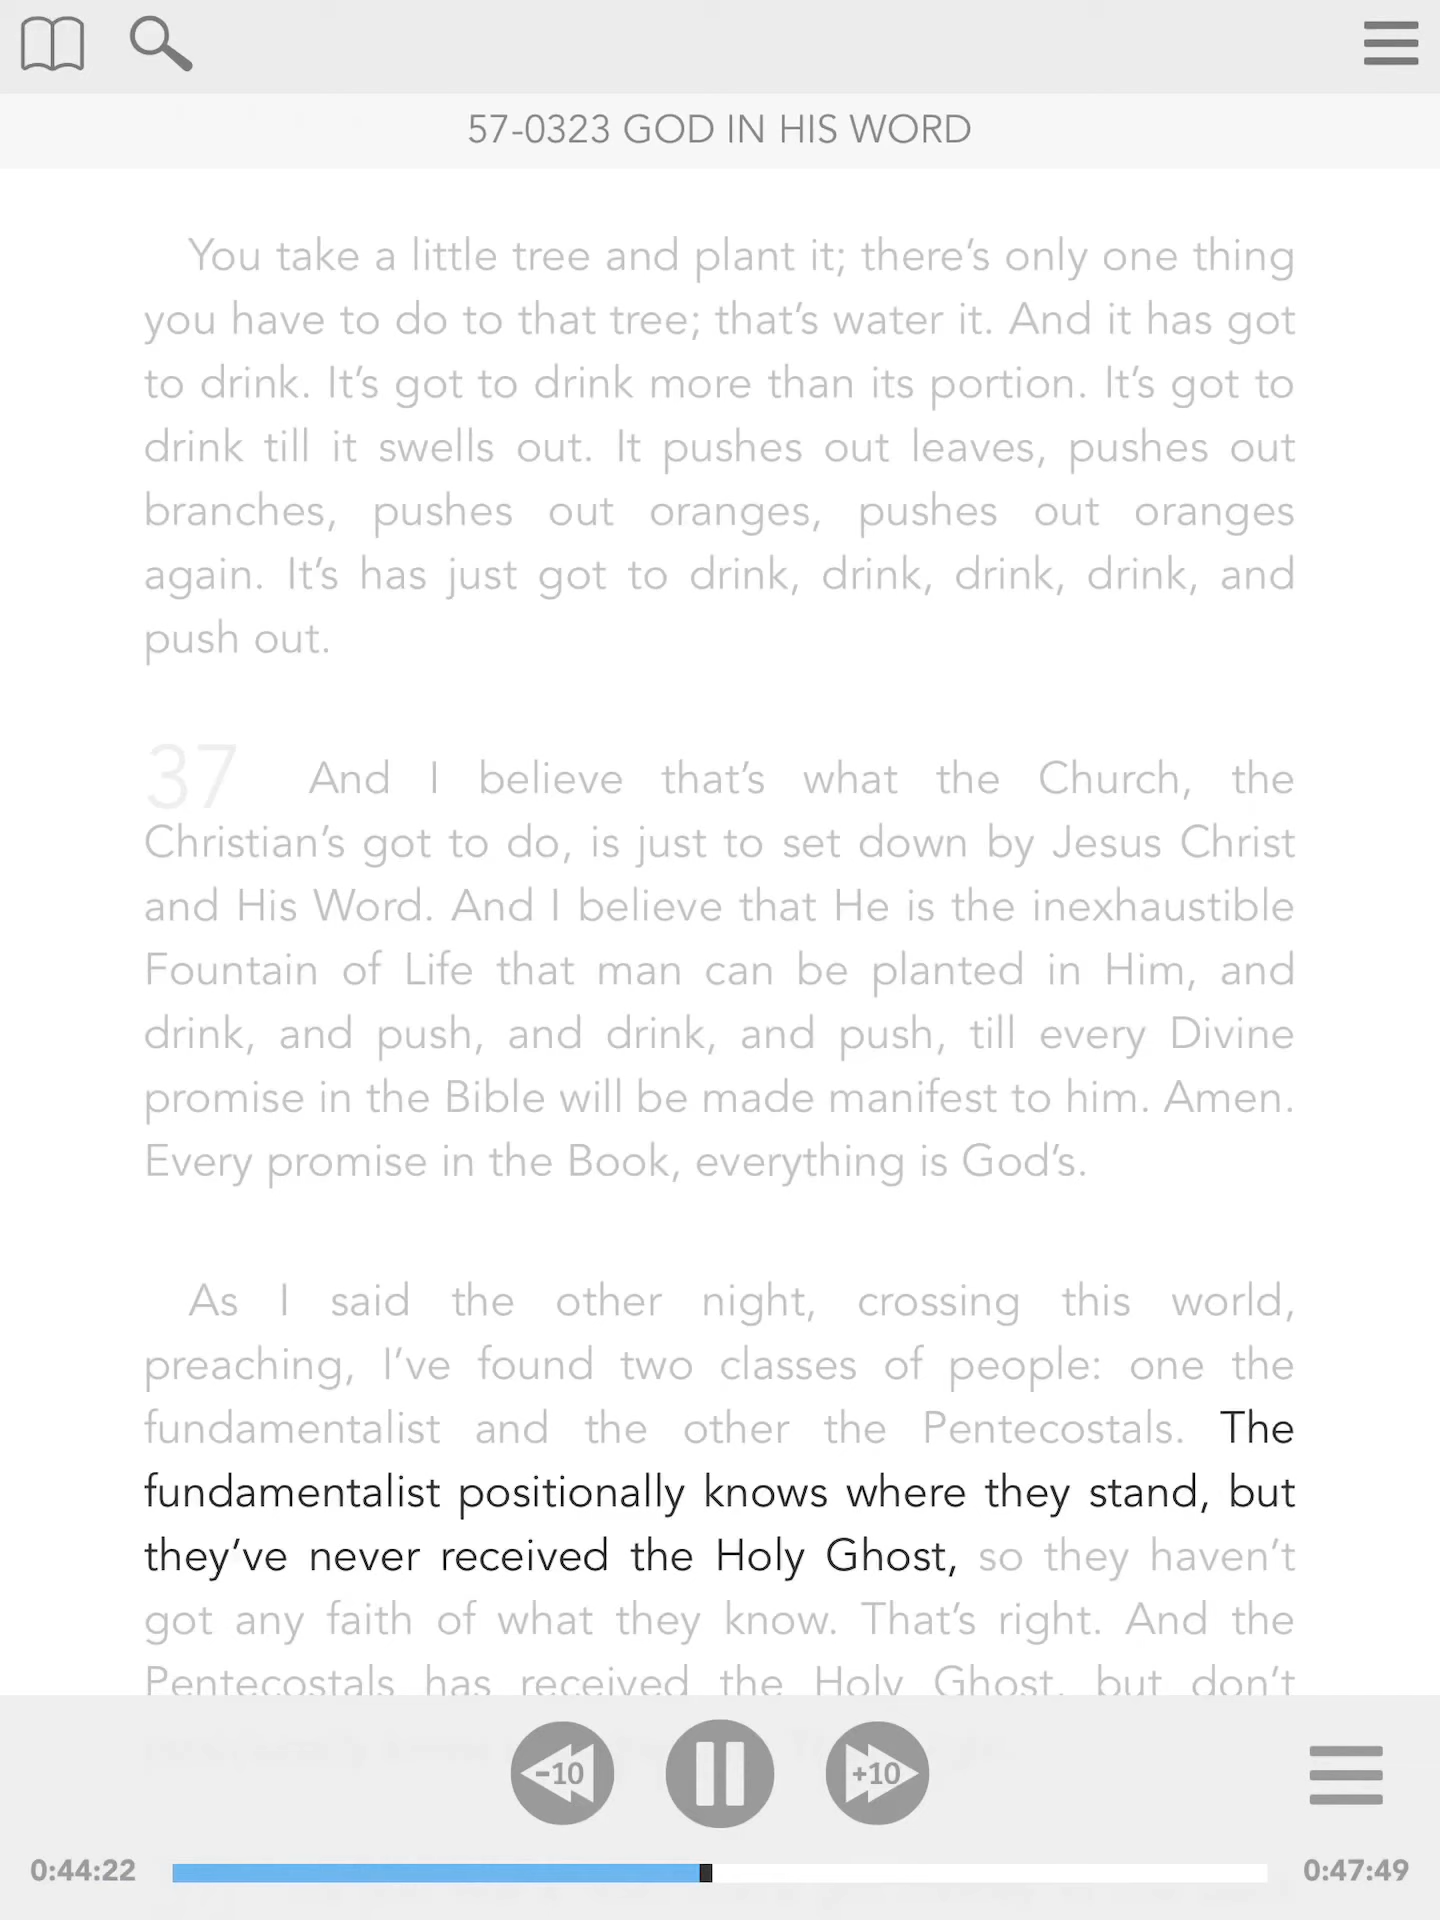 57-0323 GOD IN HIS WORD
You take a little tree and plant it; there’s only one thing
you have to do to that tree; that’s water it. And it has got
to drink. It’s got to drink more than its portion. It’s got to
drink till it swells out. It pushes out leaves, pushes out
branches, pushes out oranges, pushes out oranges
again. It’s has just got to drink, drink, drink, drink, and
push out.
37 And I believe that’s what the Church, the
Christian’s got to do, is just to set down by Jesus Christ
and His Word. And I believe that He is the inexhaustible
Fountain of Life that man can be planted in Him, and
drink, and push, and drink, and push, till every Divine
promise in the Bible will be made manifest to him. Amen.
Every promise in the Book, everything is God’s.
As I said the other night, crossing this world,
preaching, I’ve found two classes of people: one the
fundamentalist and the other the Pentecostals. The
fundamentalist positionally knows where they stand, but
they’ve never received the Holy Ghost, so they haven’t
got any faith of what they know. That’s right. And the
Pentecostals has received the Holy Ghost, but don’t
-10 +10
0:44:22 0:47:49